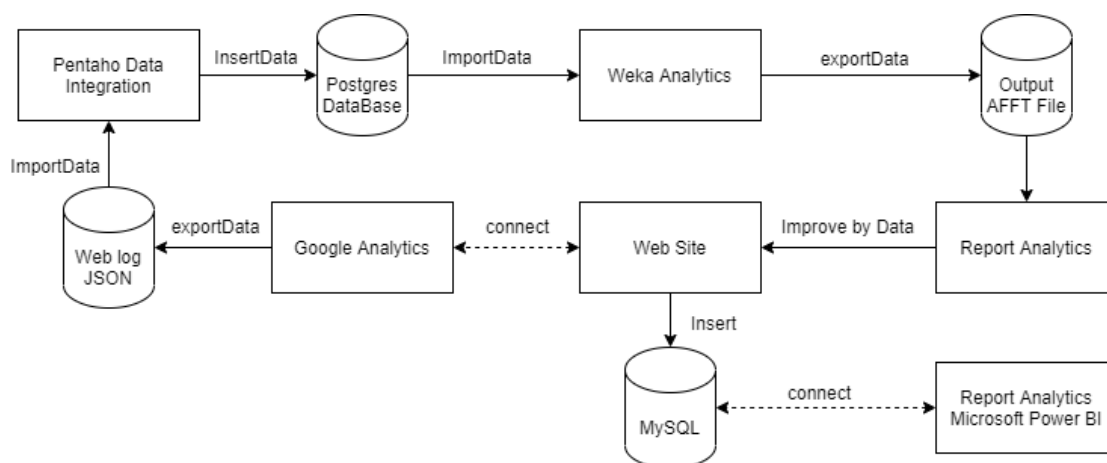 Pentaho Data
Integration
InsertData
Postgres
DataBase
ImportData
Weka Analytics
exportData
Output
AFFT File
ImportData
Web log
JSON
exportData
Google Analytics
connect
Web Site
Improve by Data
Report Analytics
Insert
MySQL
connect
Report Analytics
Microsoft Power BI